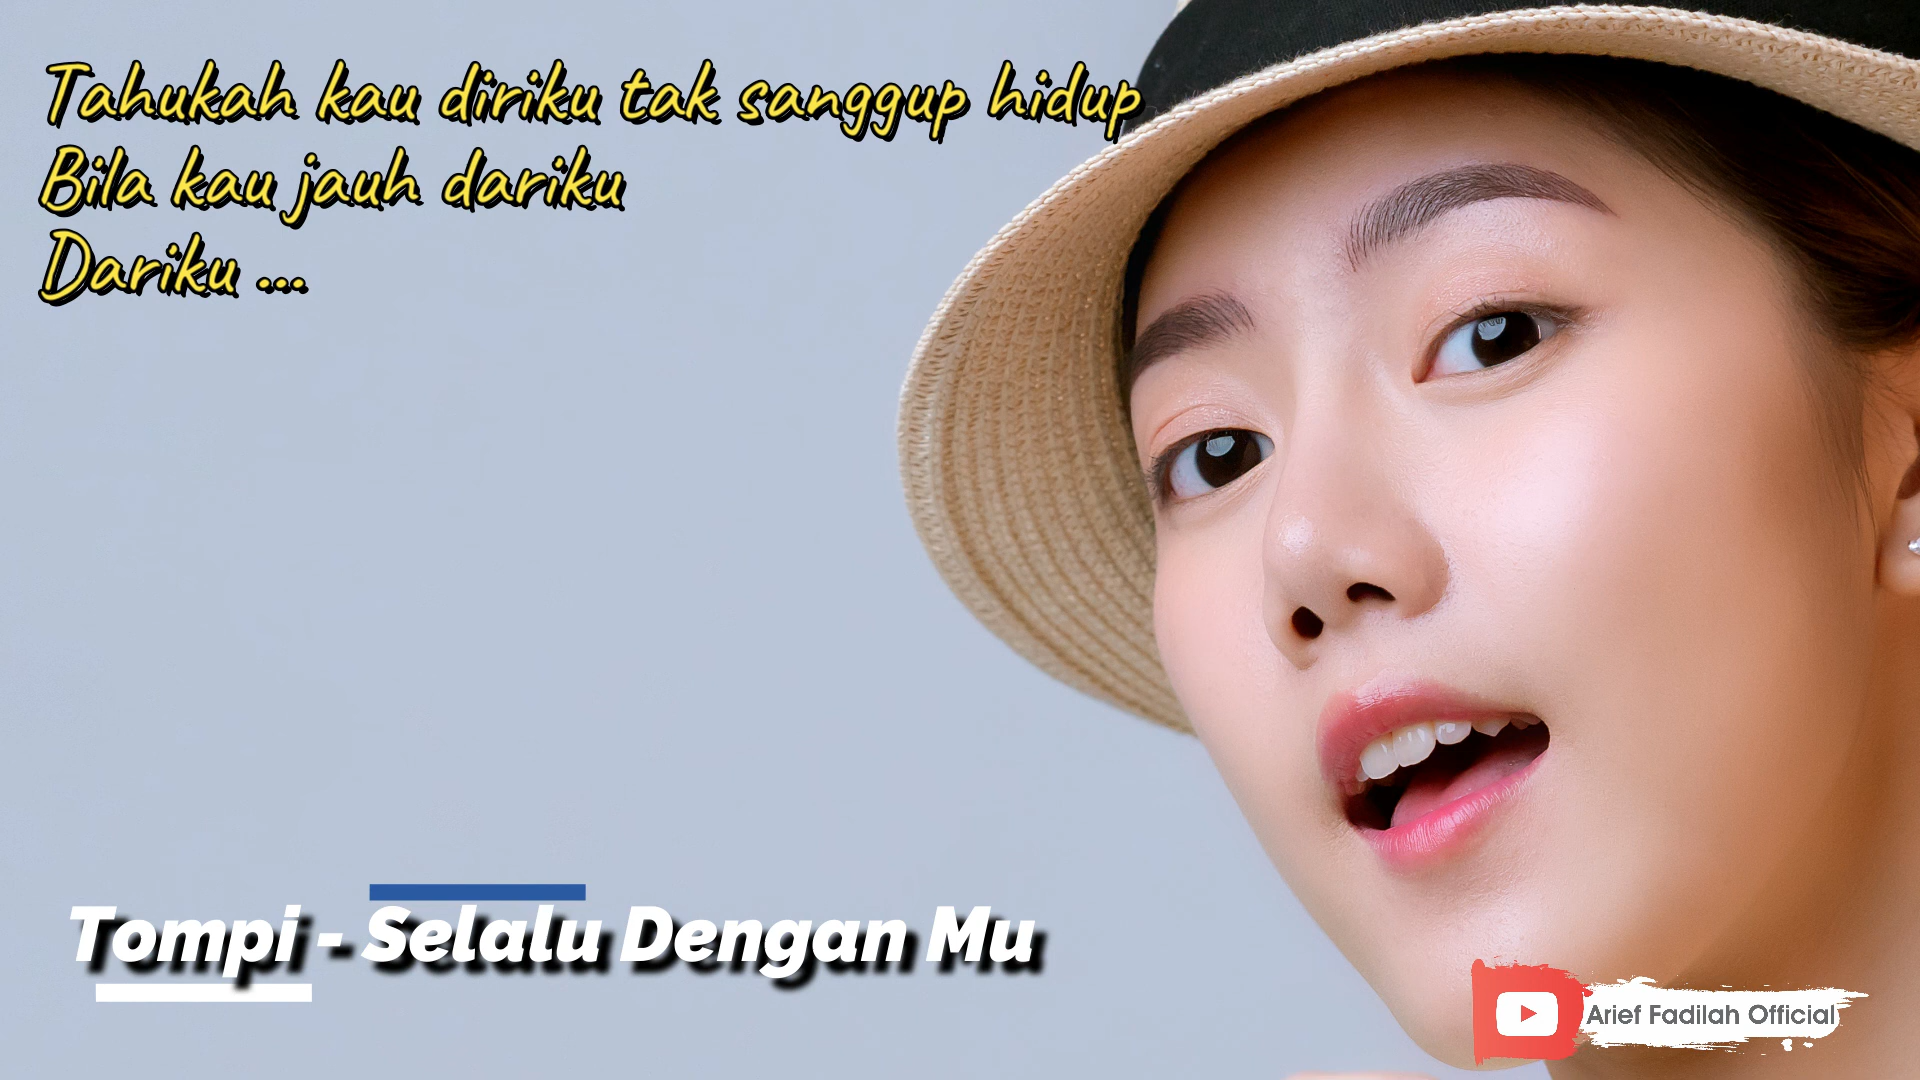 Tahukah kau diriku tak sanggup hidup
Bila kau jauh dariku
Dariku ...
Tompi - Selalu Dengan Mu
Arief Fadilah Official